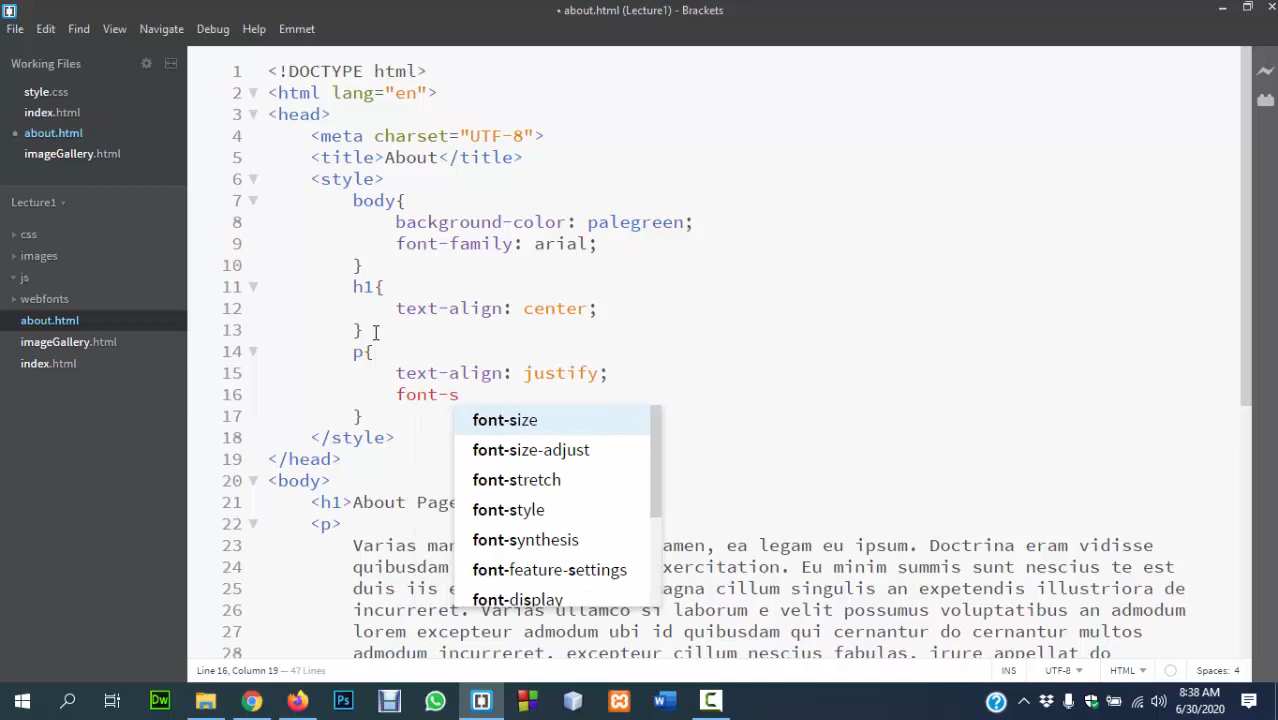 about.html (Lecture1) - Brackets
File Edit Find View Navigate Debug Help Emmet
Working Files
style.css
index.html
about.html
imageGallery.html
Lecture1
css
images
js
webfonts
about.html
imageGallery.html
index.html
1 <!DOCTYPE html>
2 <html lang="en">
3 <head>
4 <meta charset="UTF-8">
5 <title>About</title>
6 <style>
7 body{
8 background-color: palegreen;
9 font-family: arial;
10 }
11 h1{
12 text-align: center;
13 }
14 p{
15 text-align: justify;
16 font-s
17 }
18 </style>
19 </head>
20 <body>
21 <h1>About Page
22 <p>
23 Varias man amen, ea legam eu ipsum. Doctrina eram vidisse
24 quibusdam exercitation. Eu minim summis sunt nescius te est
25 duis iis e agna cillum singulis an expetendis illustriora de
26 incurreret. Varias ullamco si laborum e velit possumus voluptatibus an admodum
27 lorem excepteur admodum ubi id quibusdam qui cernantur do cernantur multos
28 admodum incurreret, excepteur cillum nescius fabulas, irure appellat do
font-size
font-size-adjust
font-stretch
font-style
font-synthesis
font-feature-settings
font-display
Line 16, Column 19 — 47 Lines
INS UTF-8 HTML Spaces: 4
Dw
Ps
8:38 AM
6/30/2020